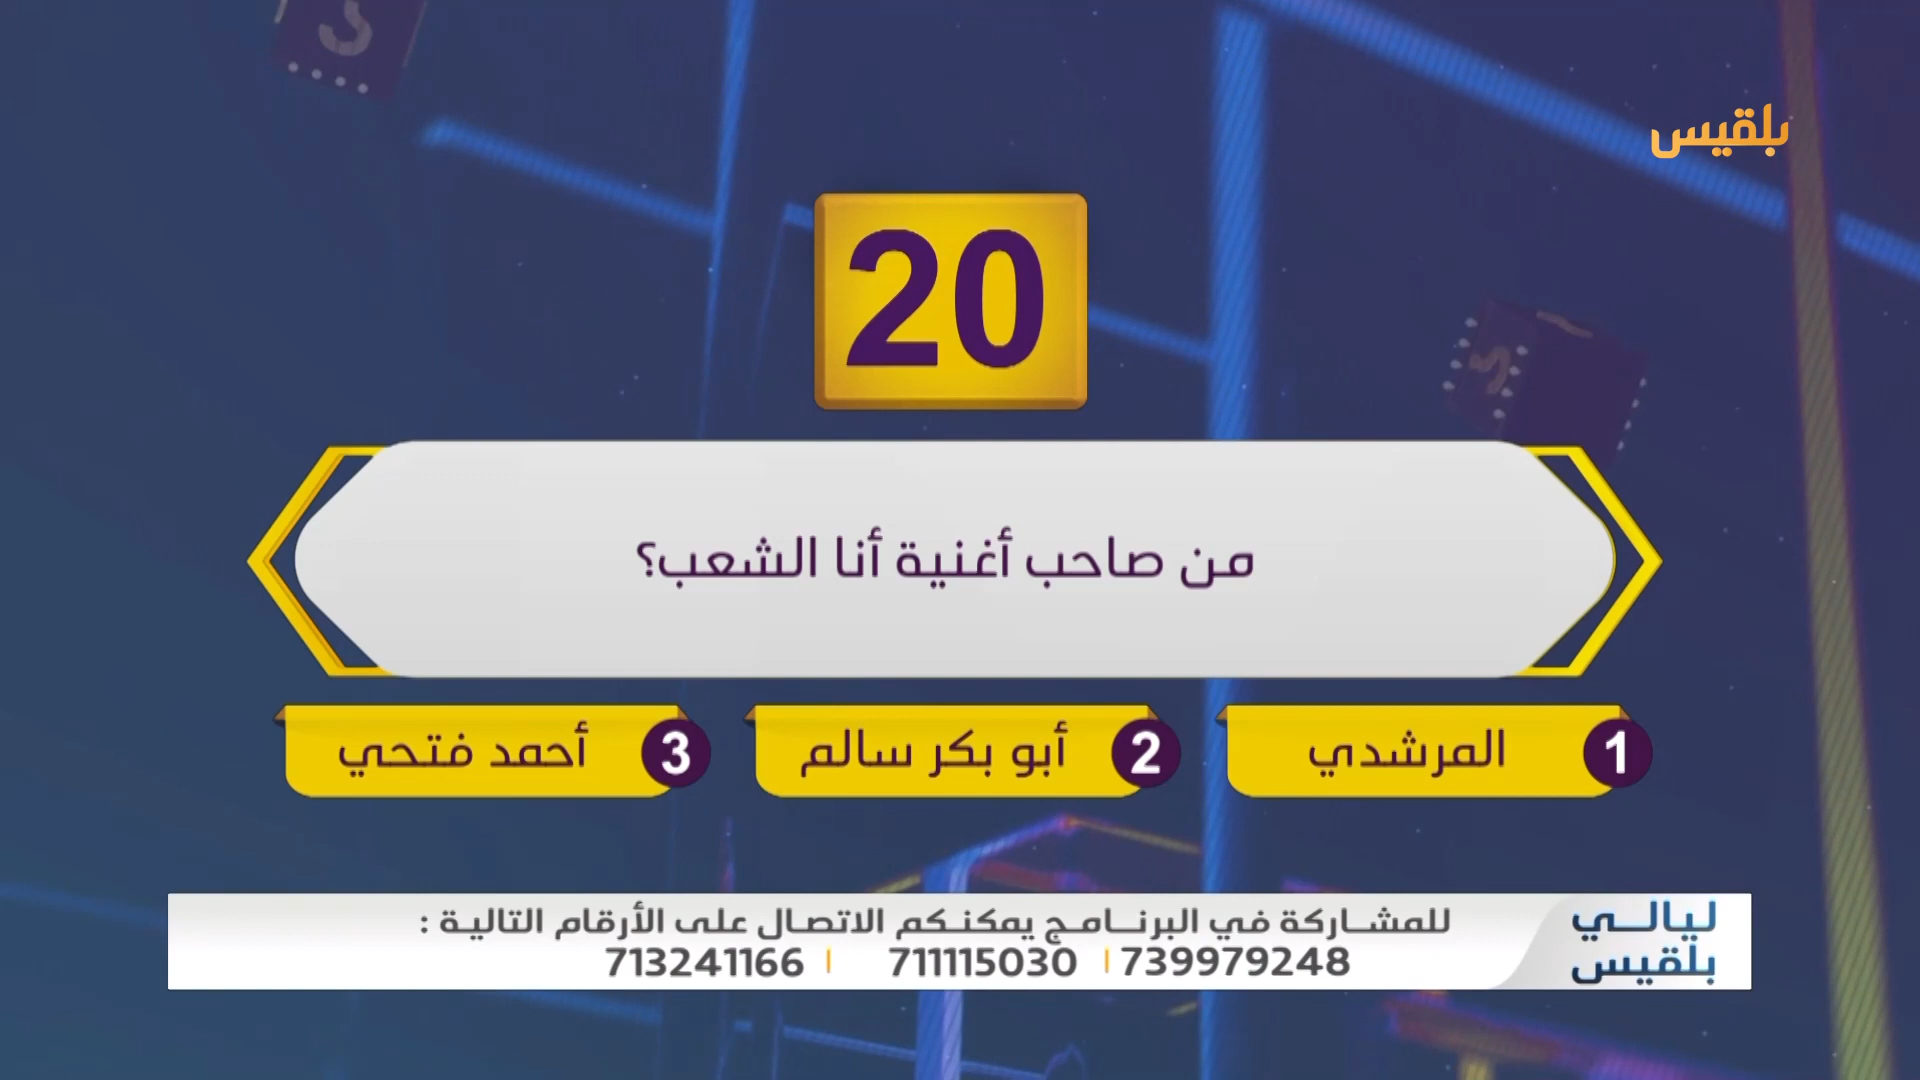 بلقيس
20
من صاحب أغنية أنا الشعب؟
1 المرشدي
2 أبو بكر سالم
3 أحمد فتحي
ليالي بلقيس
للمشاركة في البرنامج يمكنكم الاتصال على الأرقام التالية :
739979248 | 711115030 | 713241166